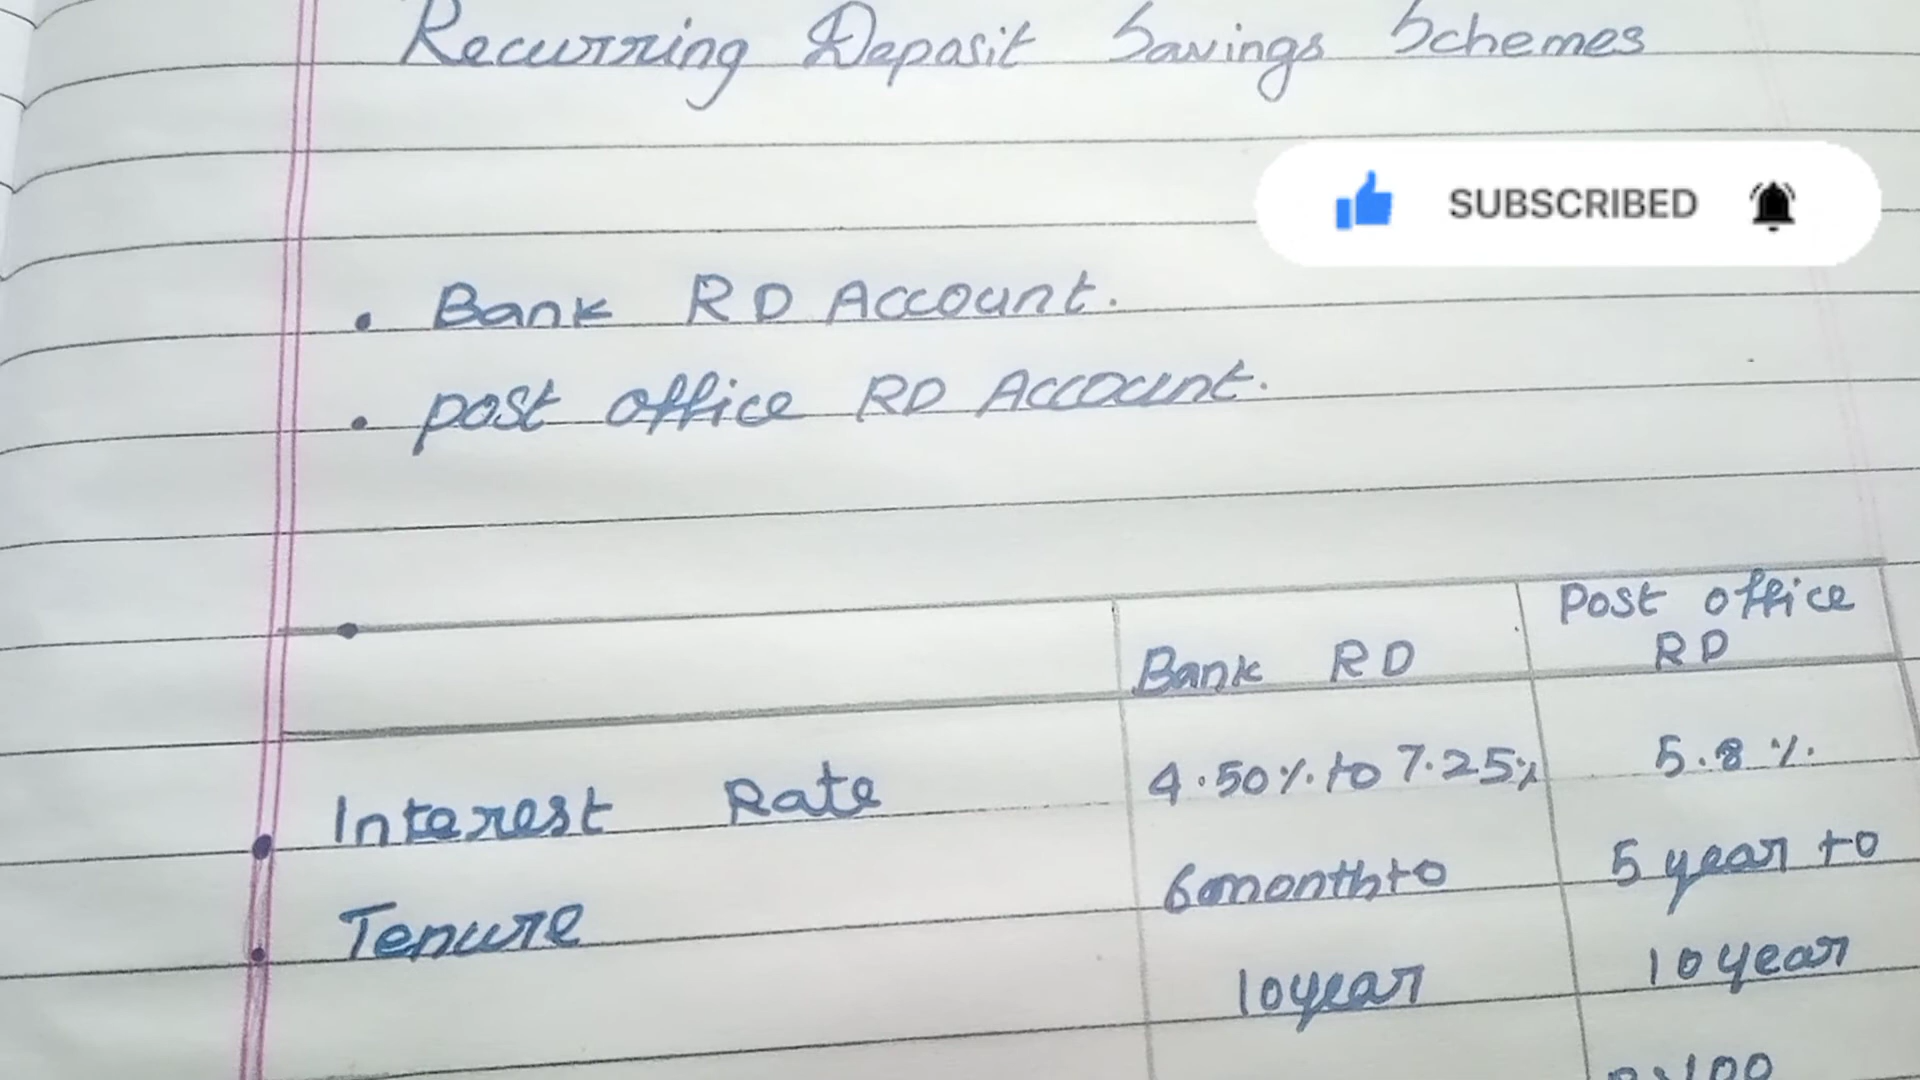 Recurring Deposit Savings Schemes
SUBSCRIBED
• Bank RD Account.
• post office RD Account.
Bank RD Post office RD
Interest Rate 4.50% to 7.25% 5.8%
Tenure 6month to 5 year to
10year 10year